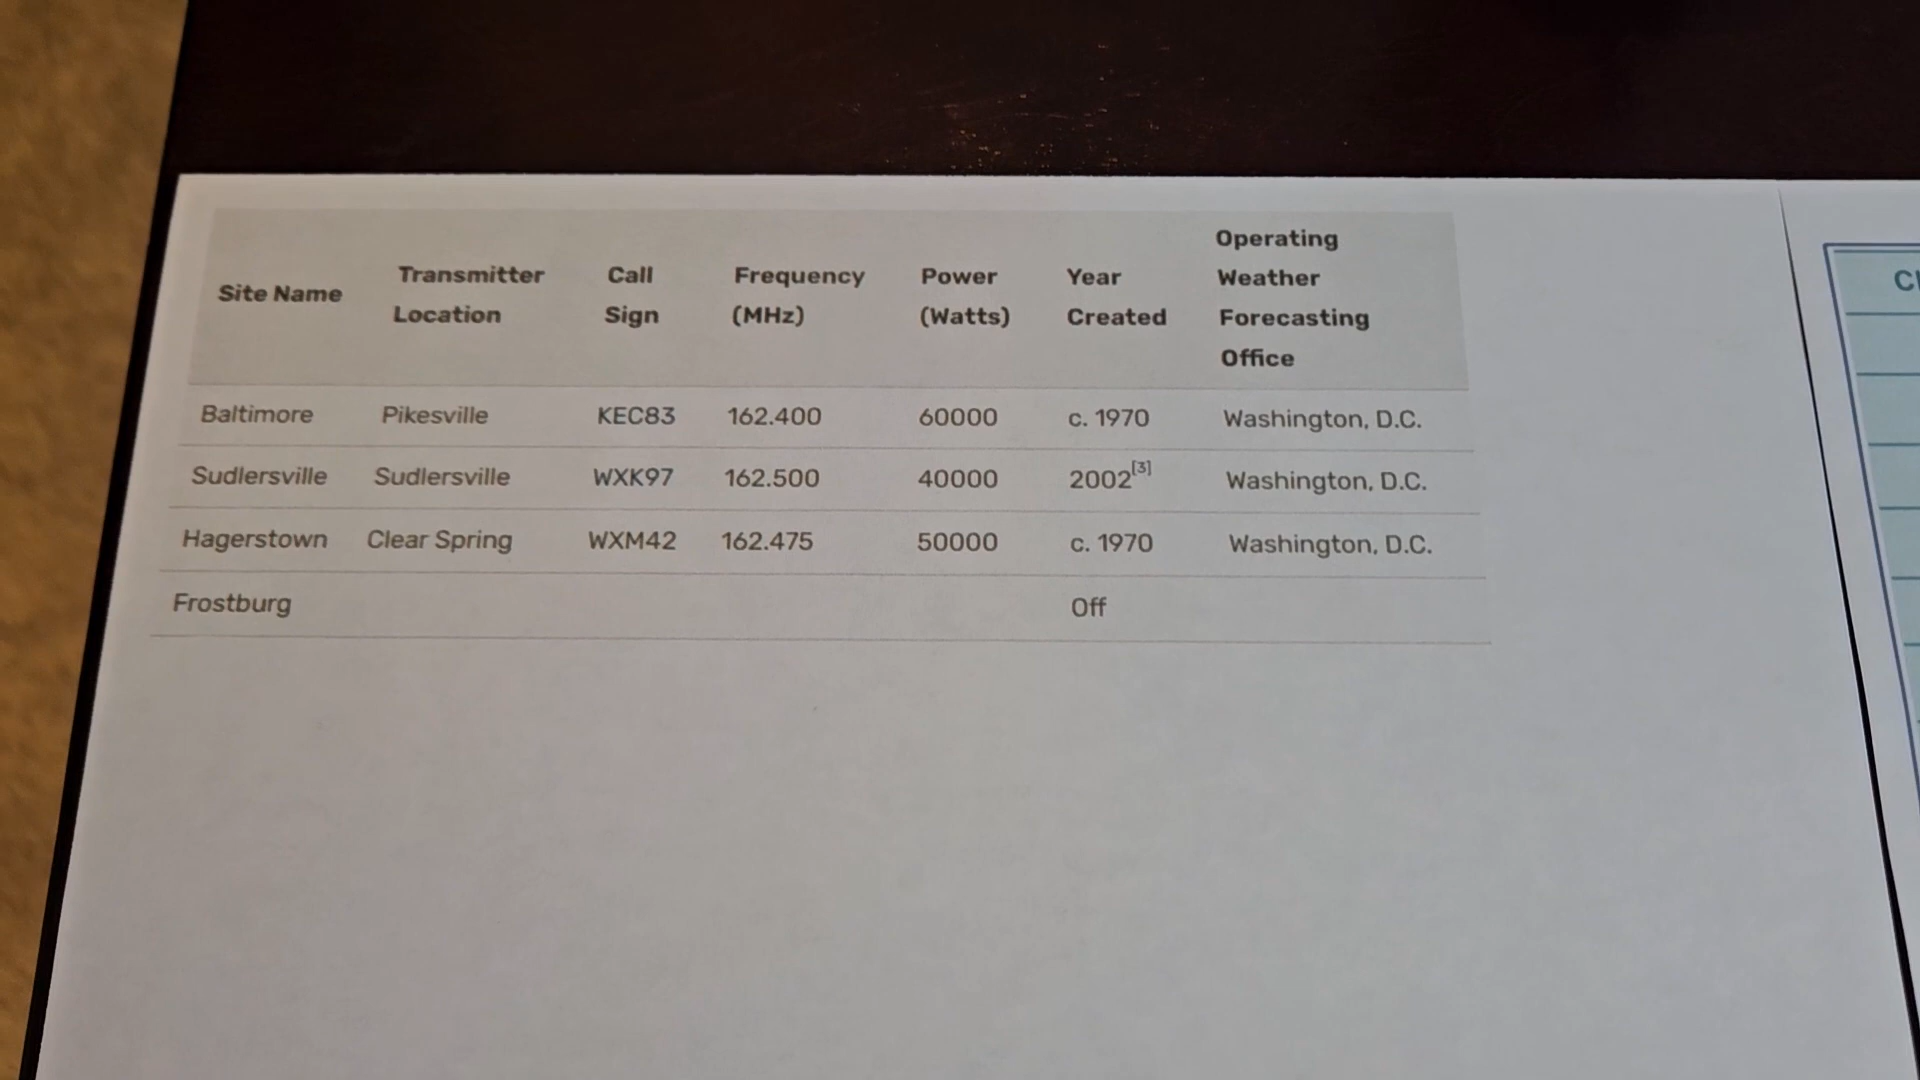 Site Name Transmitter Location Call Sign Frequency (MHz) Power (Watts) Year Created Operating Weather Forecasting Office
Baltimore Pikesville KEC83 162.400 60000 c. 1970 Washington, D.C.
Sudlersville Sudlersville WXK97 162.500 40000 2002[3] Washington, D.C.
Hagerstown Clear Spring WXM42 162.475 50000 c. 1970 Washington, D.C.
Frostburg Off